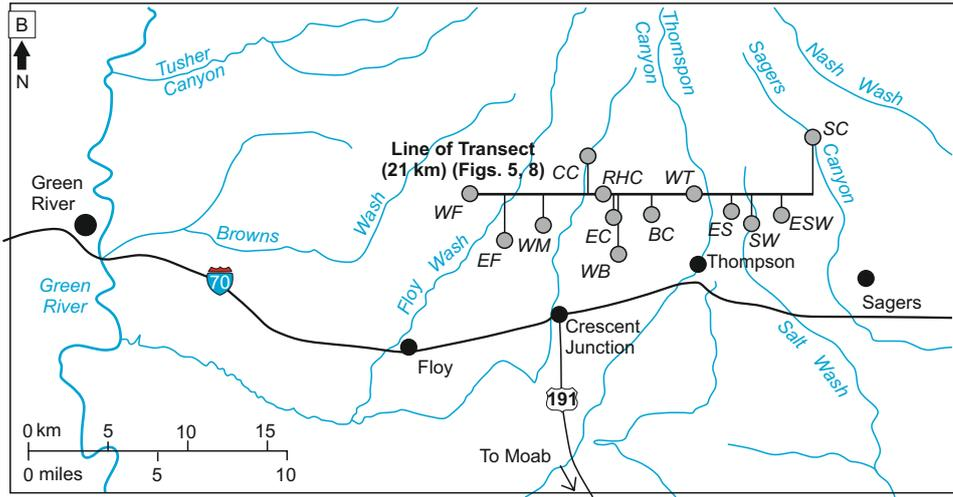 B
N
Tusher
Canyon
Thomspon
Canyon
Sagers
Canyon
Nash Wash
Line of Transect
(21 km) (Figs. 5, 8)
CC
RHC
WT
SC
WF
EF
WM
EC
WB
BC
ES
SW
ESW
Green
River
Browns Wash
Floy Wash
70
Thompson
Sagers
Green
River
Crescent
Junction
Floy
Salt Wash
191
To Moab
0 km 5 10 15
0 miles 5 10